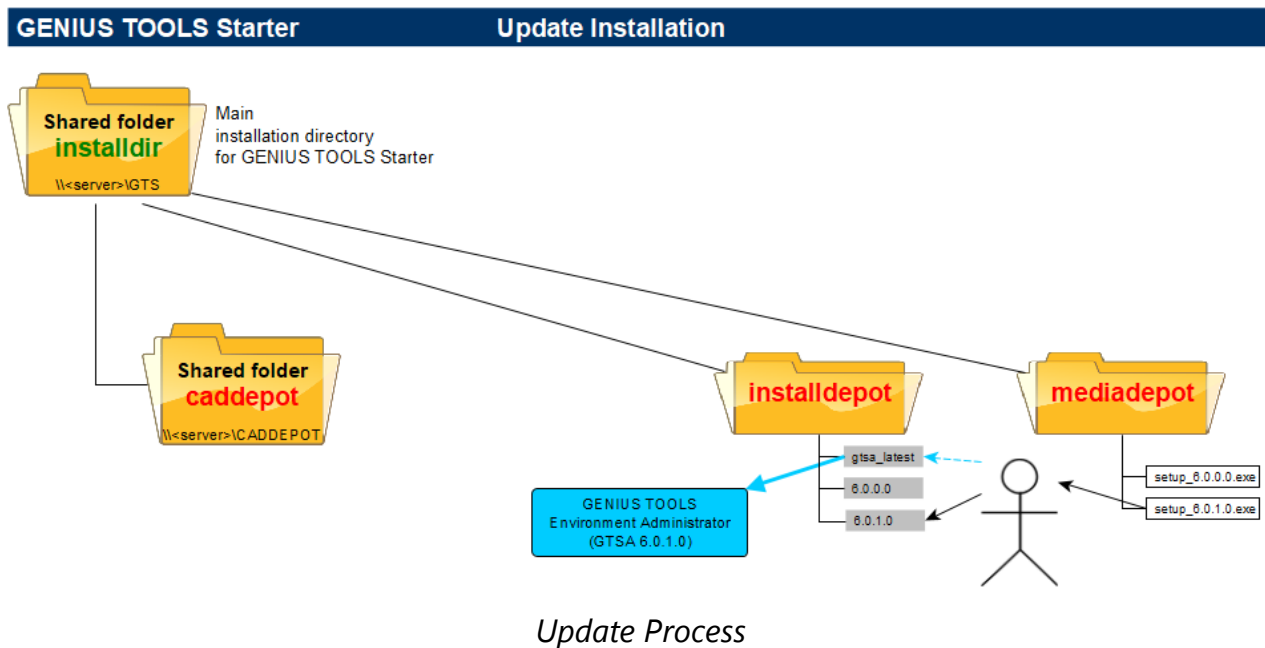 GENIUS TOOLS Starter
Update Installation
Shared folder
installdir
\\<server>\GTS
Main
installation directory
for GENIUS TOOLS Starter
Shared folder
caddepot
\\<server>\CADDEPOT
installdepot
mediadepot
gtsa_latest
6.0.0.0
6.0.1.0
setup_6.0.0.0.exe
setup_6.0.1.0.exe
GENIUS TOOLS
Environment Administrator
(GTSA 6.0.1.0)
Update Process